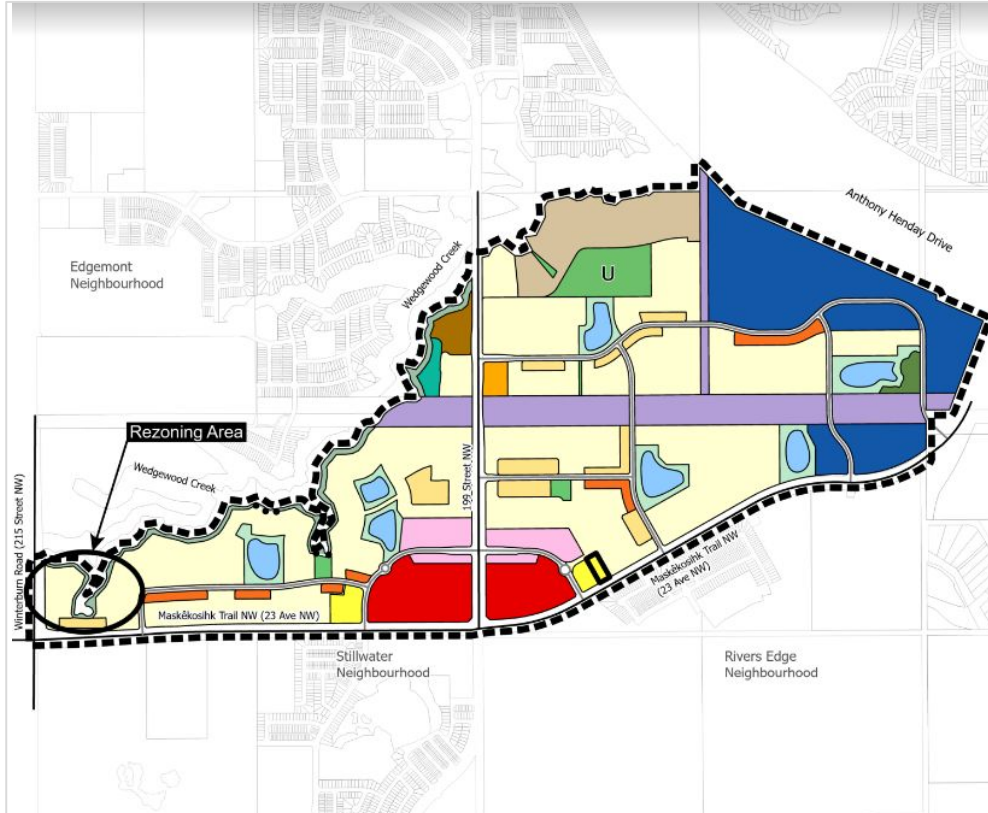 Anthony Henday Drive
Edgemont
Neighbourhood
Wedgewood Creek
U
Rezoning Area
Wedgewood Creek
199 Street NW
Winterburn Road (215 Street NW)
Maskêkosihk Trail NW
(23 Ave NW)
Maskêkosihk Trail NW (23 Ave NW)
Stillwater
Neighbourhood
Rivers Edge
Neighbourhood